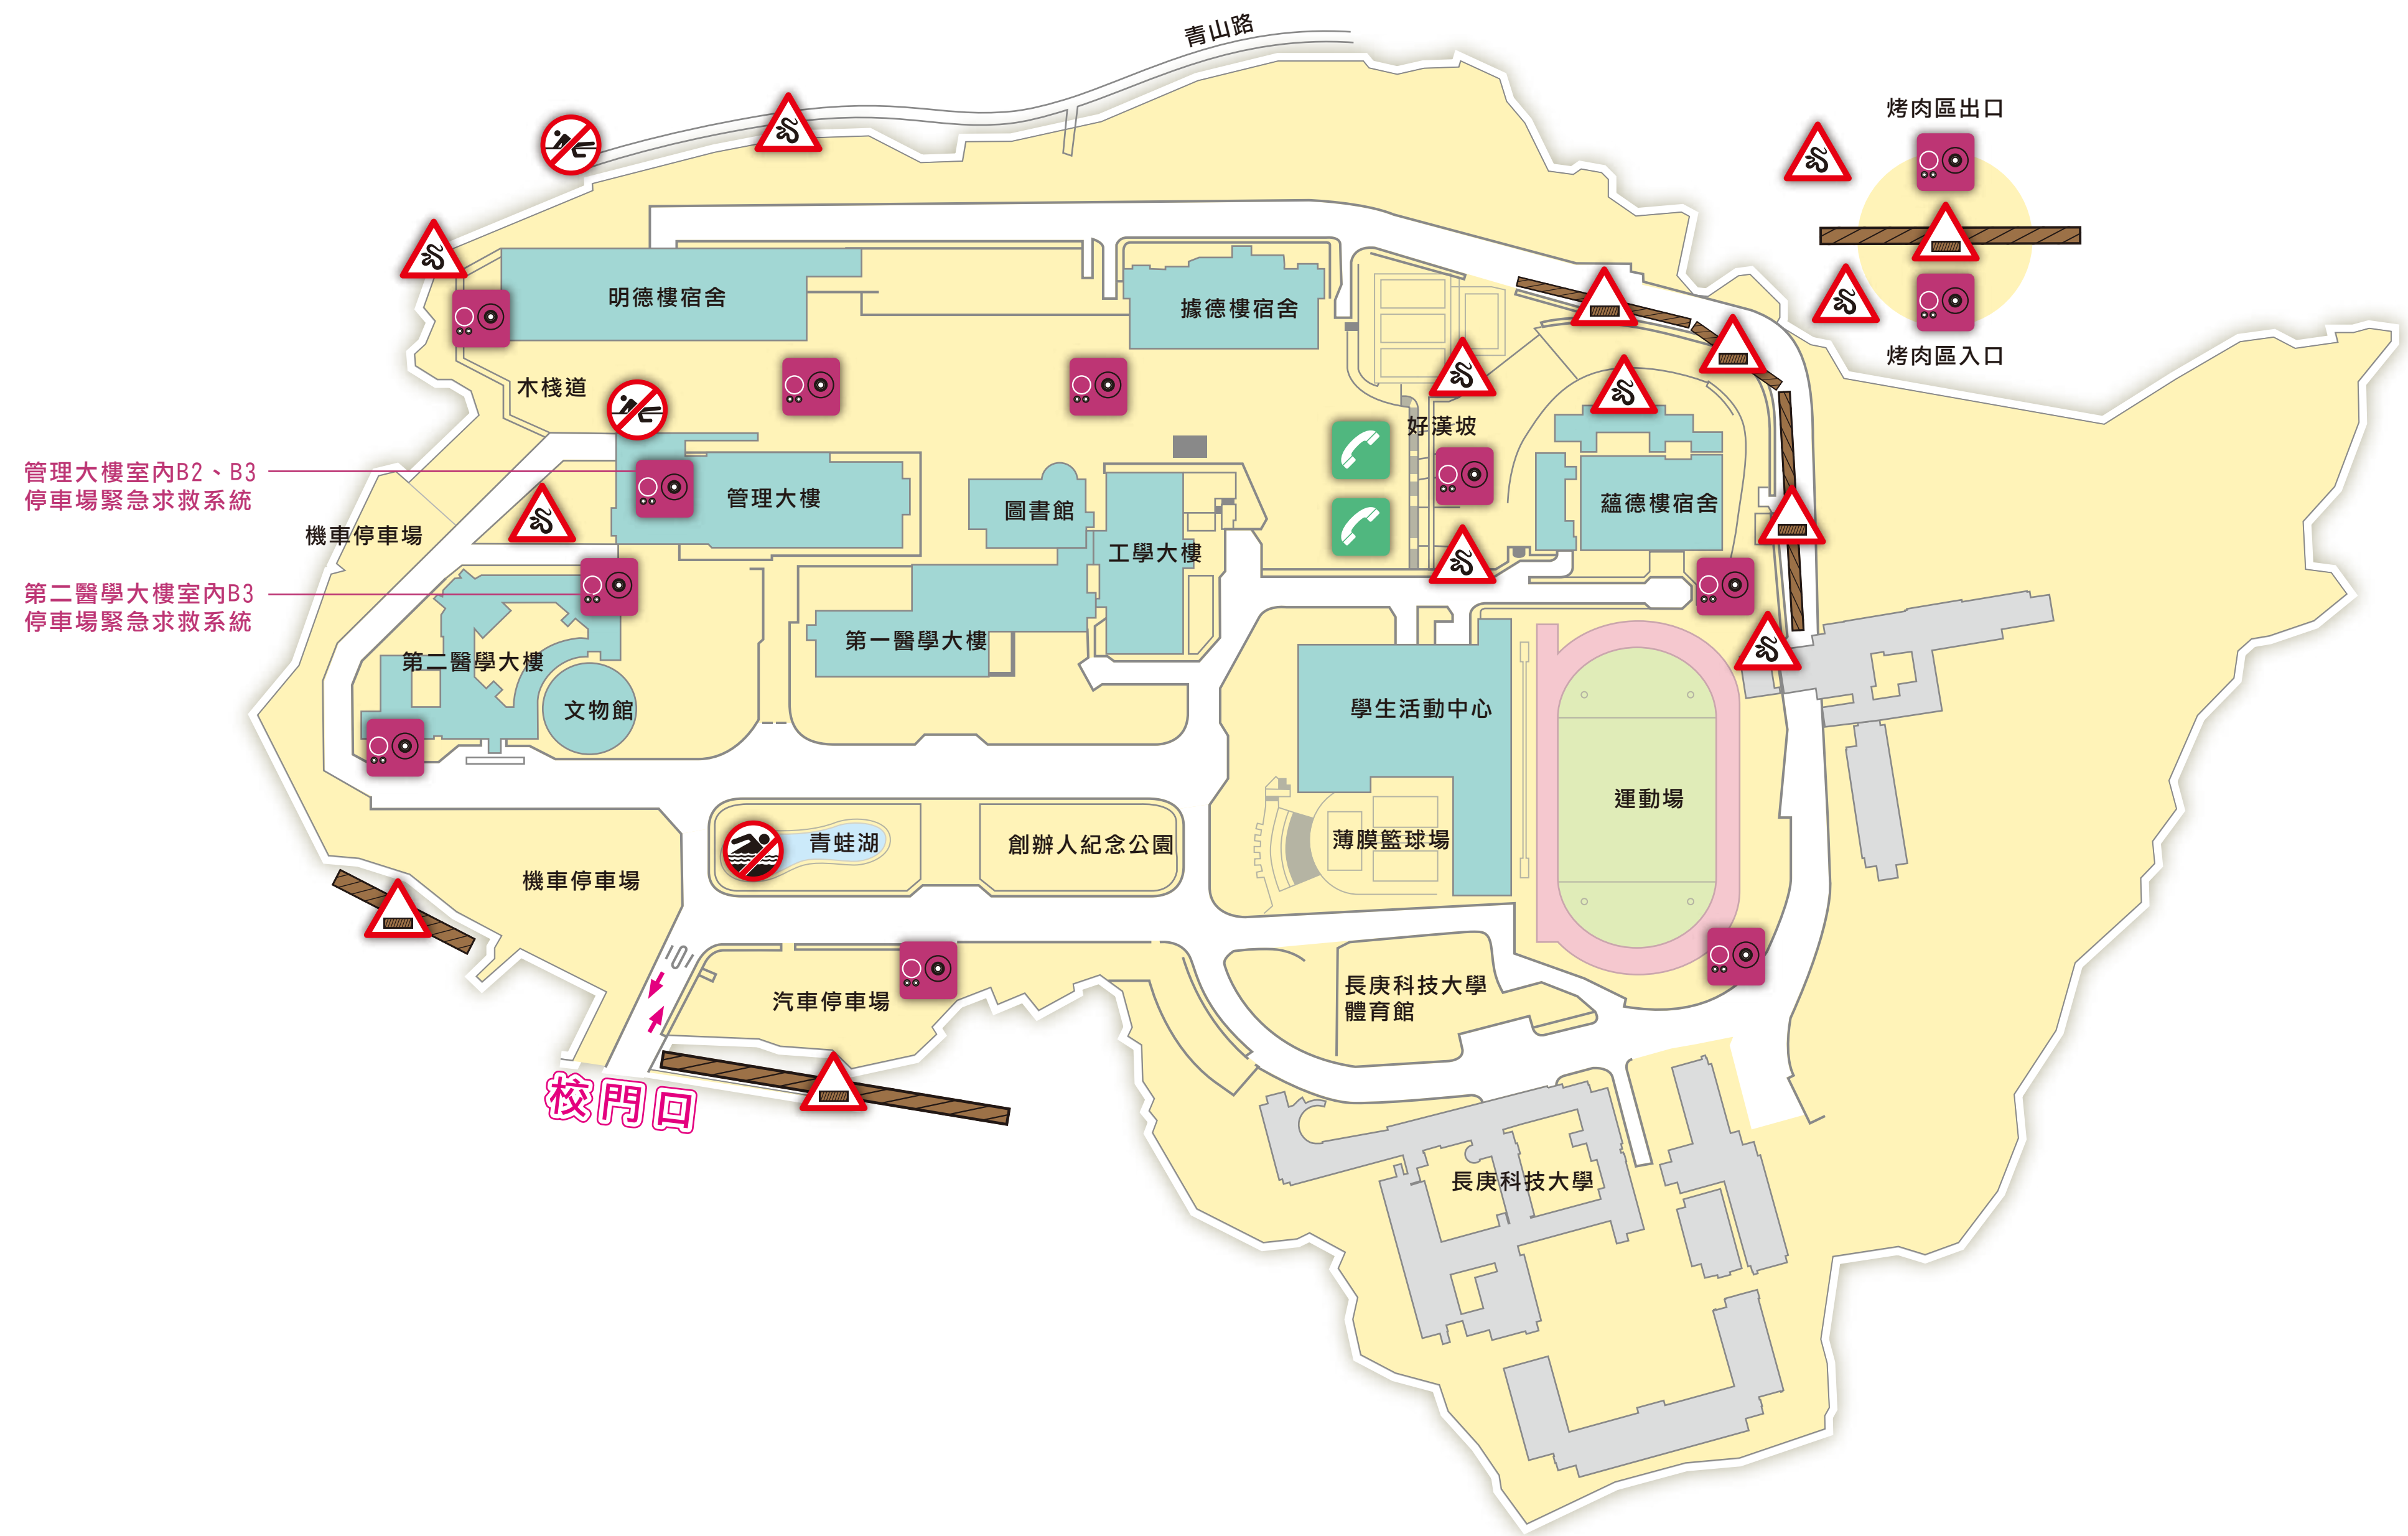 青山路
烤肉區出口
明德樓宿舍
據德樓宿舍
烤肉區入口
木棧道
好漢坡
管理大樓室內B2、B3
停車場緊急求救系統
管理大樓
圖書館
蘊德樓宿舍
機車停車場
工學大樓
第二醫學大樓室內B3
停車場緊急求救系統
第一醫學大樓
第二醫學大樓
文物館
學生活動中心
運動場
青蛙湖
創辦人紀念公園
薄膜籃球場
機車停車場
汽車停車場
長庚科技大學
體育館
校門口
長庚科技大學